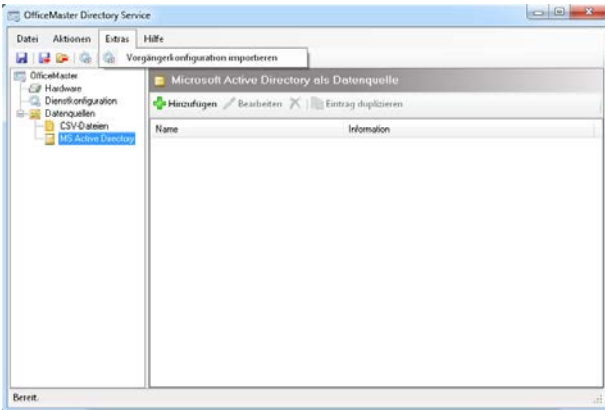 OfficeMaster Directory Service
Datei Aktionen Extras Hilfe
Vorgängerkonfiguration importieren
OfficeMaster
Hardware
Dienstkonfiguration
Datenquellen
CSV-Dateien
MS Active Directory
Microsoft Active Directory als Datenquelle
Hinzufügen Bearbeiten Eintrag duplizieren
Name Information
Bereit.